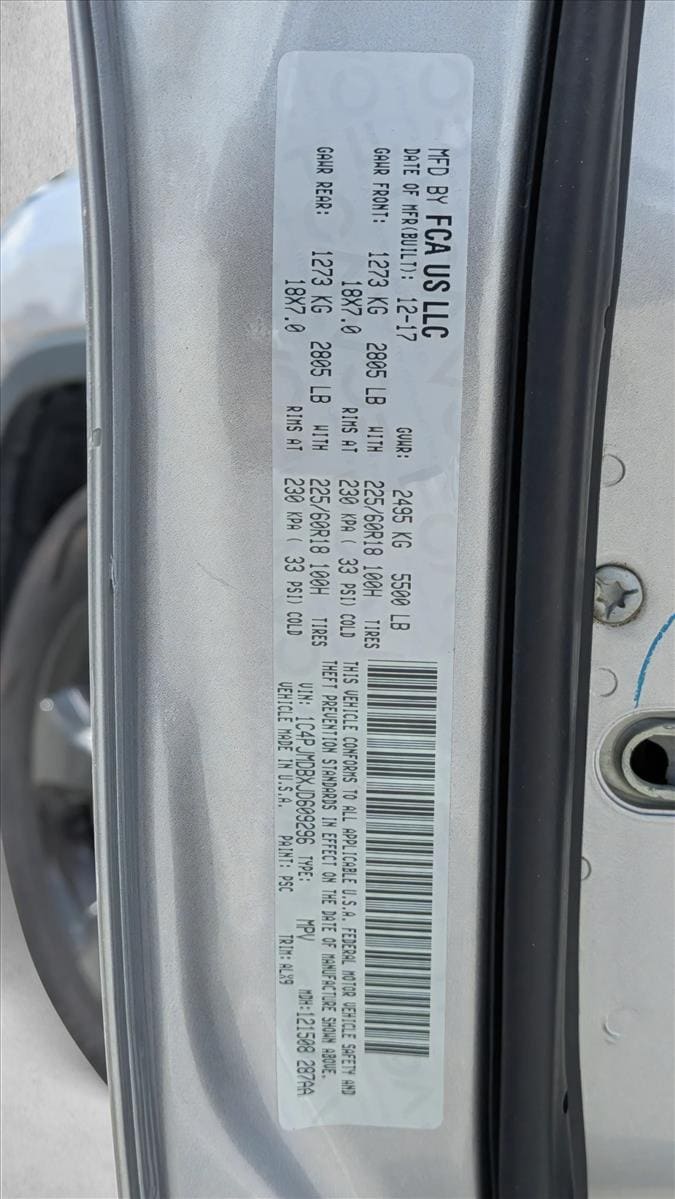 MFD BY FCA US LLC
DATE OF MFR(BUILT): 12-17 GVWR: 2495 KG 5500 LB
GAWR FRONT: 1273 KG 2805 LB WITH 225/60R18 100H TIRES
18X7.0 RIMS AT 230 KPA ( 33 PSI) COLD
GAWR REAR: 1273 KG 2805 LB WITH 225/60R18 100H TIRES
18X7.0 RIMS AT 230 KPA ( 33 PSI) COLD
THIS VEHICLE CONFORMS TO ALL APPLICABLE U.S.A. FEDERAL MOTOR VEHICLE SAFETY AND
THEFT PREVENTION STANDARDS IN EFFECT ON THE DATE OF MANUFACTURE SHOWN ABOVE.
VIN: 1C4PJMDBXJD609296 TYPE: MPV MDH:121508 287AA
VEHICLE MADE IN U.S.A. PAINT: PSC TRIM: ALX9